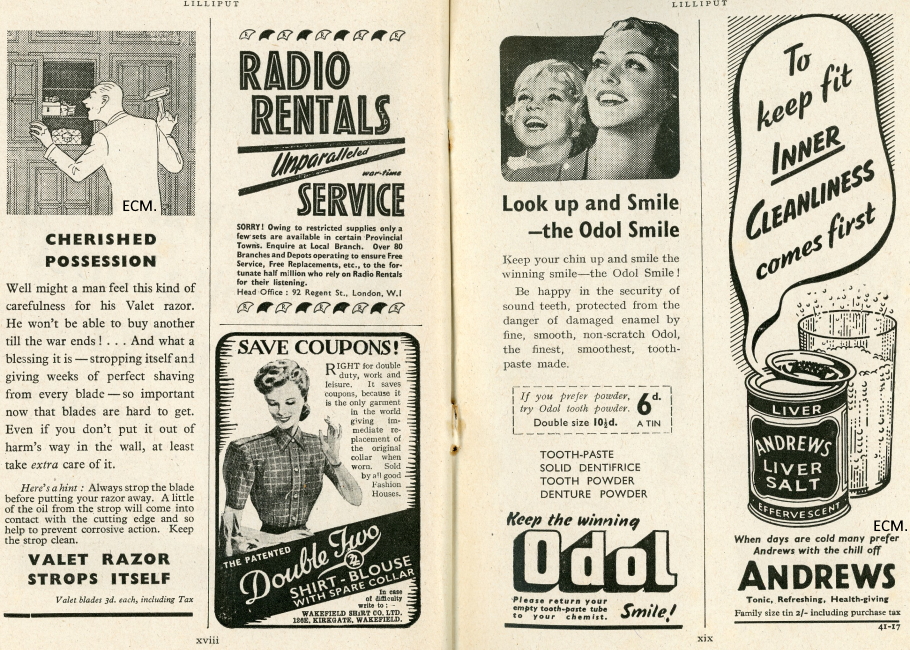 LILLIPUT
ECM.
CHERISHED
POSSESSION
Well might a man feel this kind of
carefulness for his Valet razor.
He won't be able to buy another
till the war ends! . . . And what a
blessing it is — stropping itself and
giving weeks of perfect shaving
from every blade — so important
now that blades are hard to get.
Even if you don't put it out of
harm's way in the wall, at least
take extra care of it.
Here's a hint : Always strop the blade
before putting your razor away. A little
of the oil from the strop will come into
contact with the cutting edge and so
help to prevent corrosive action. Keep
the strop clean.
VALET RAZOR
STROPS ITSELF
Valet blades 3d. each, including Tax
RADIO
RENTALS
Unparalleled
war-time
SERVICE
SORRY! Owing to restricted supplies only a
few sets are available in certain Provincial
Towns. Enquire at Local Branch. Over 80
Branches and Depots operating to ensure Free
Service, Free Replacements, etc., to the for-
tunate half million who rely on Radio Rentals
for their listening.
Head Office : 92 Regent St., London, W.1
SAVE COUPONS!
RIGHT for double
duty, work and
leisure. It saves
coupons, because it
is the only garment
in the world
giving im-
mediate re-
placement of
the original
collar when
worn. Sold
by all good
Fashion
Houses.
THE PATENTED
Double Two
2
SHIRT-BLOUSE
WITH SPARE COLLAR
In case
of difficulty
write to : -
WAKEFIELD SHIRT CO. LTD.
126E, KIRKGATE, WAKEFIELD.
xviii
LILLIPUT
Look up and Smile
—the Odol Smile
Keep your chin up and smile the
winning smile—the Odol Smile!
Be happy in the security of
sound teeth, protected from the
danger of damaged enamel by
fine, smooth, non-scratch Odol,
the finest, smoothest, tooth-
paste made.
If you prefer powder,
try Odol tooth powder.
Double size 10½d.
6d.
A TIN
TOOTH-PASTE
SOLID DENTIFRICE
TOOTH POWDER
DENTURE POWDER
Keep the winning
Odol
Please return your
empty tooth-paste tube
to your chemist.
Smile!
To
keep fit
INNER
CLEANLINESS
comes first
LIVER
ANDREWS
LIVER
SALT
EFFERVESCENT
ECM.
When days are cold many prefer
Andrews with the chill off
ANDREWS
Tonic, Refreshing, Health-giving
Family size tin 2/- including purchase tax
41-17
xix